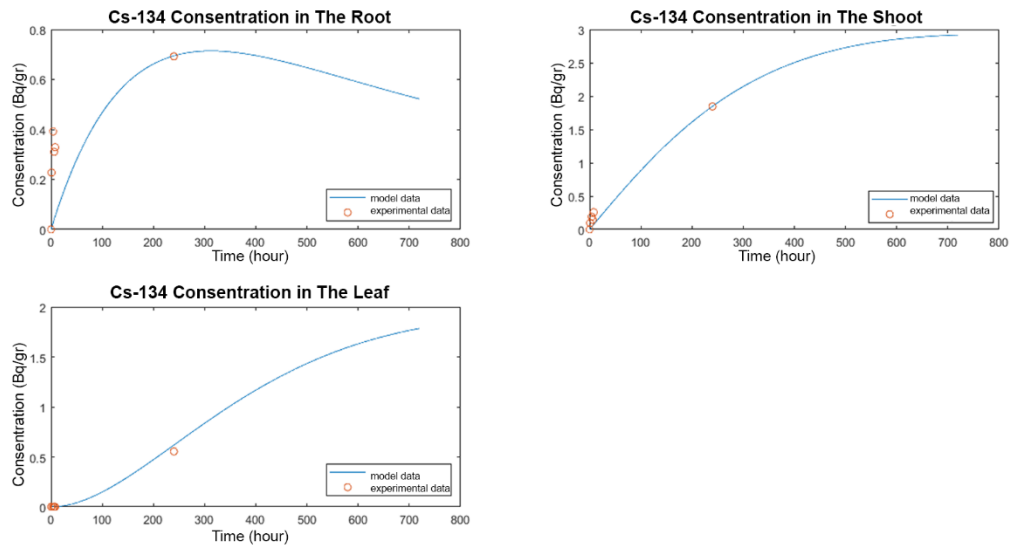 Cs-134 Consentration in The Root
0.8
0.6
0.4
0.2
0
Consentration (Bq/gr)
model data
experimental data
0 100 200 300 400 500 600 700 800
Time (hour)
Cs-134 Consentration in The Shoot
3
2.5
2
1.5
1
0.5
0
Consentration (Bq/gr)
model data
experimental data
0 100 200 300 400 500 600 700 800
Time (hour)
Cs-134 Consentration in The Leaf
2
1.5
1
0.5
0
Consentration (Bq/gr)
model data
experimental data
0 100 200 300 400 500 600 700 800
Time (hour)